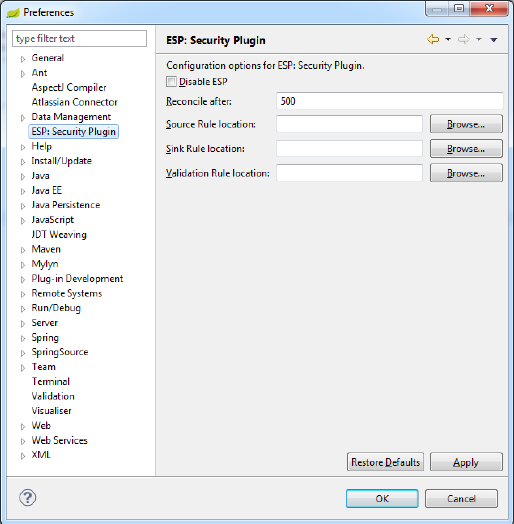 Preferences
type filter text
General
Ant
AspectJ Compiler
Atlassian Connector
Data Management
ESP: Security Plugin
Help
Install/Update
Java
Java EE
Java Persistence
JavaScript
JDT Weaving
Maven
Mylyn
Plug-in Development
Remote Systems
Run/Debug
Server
Spring
SpringSource
Team
Terminal
Validation
Visualiser
Web
Web Services
XML
ESP: Security Plugin
Configuration options for ESP: Security Plugin.
Disable ESP
Reconcile after: 500
Source Rule location: Browse...
Sink Rule location: Browse...
Validation Rule location: Browse...
Restore Defaults Apply
? OK Cancel